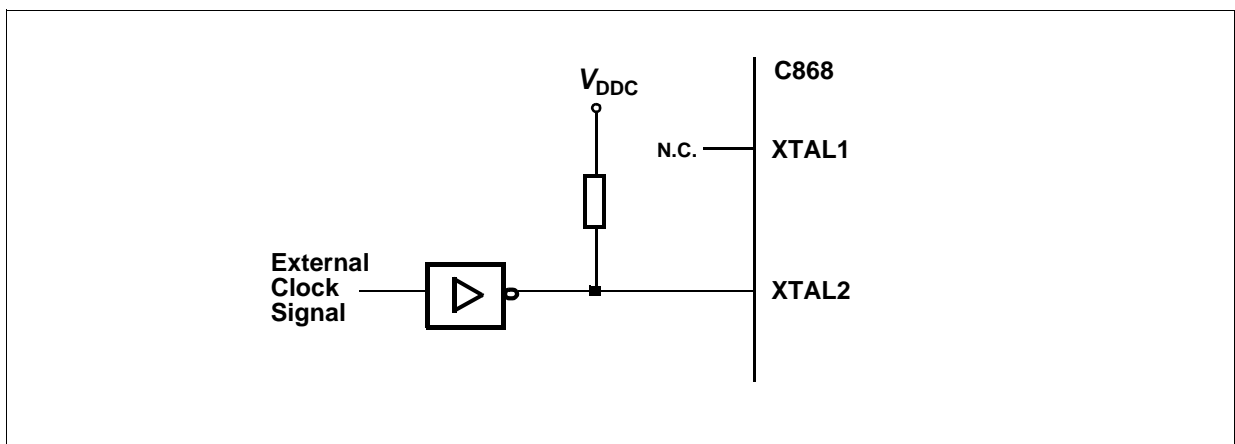 C868
VDDC
N.C.
XTAL1
External
Clock
Signal
XTAL2